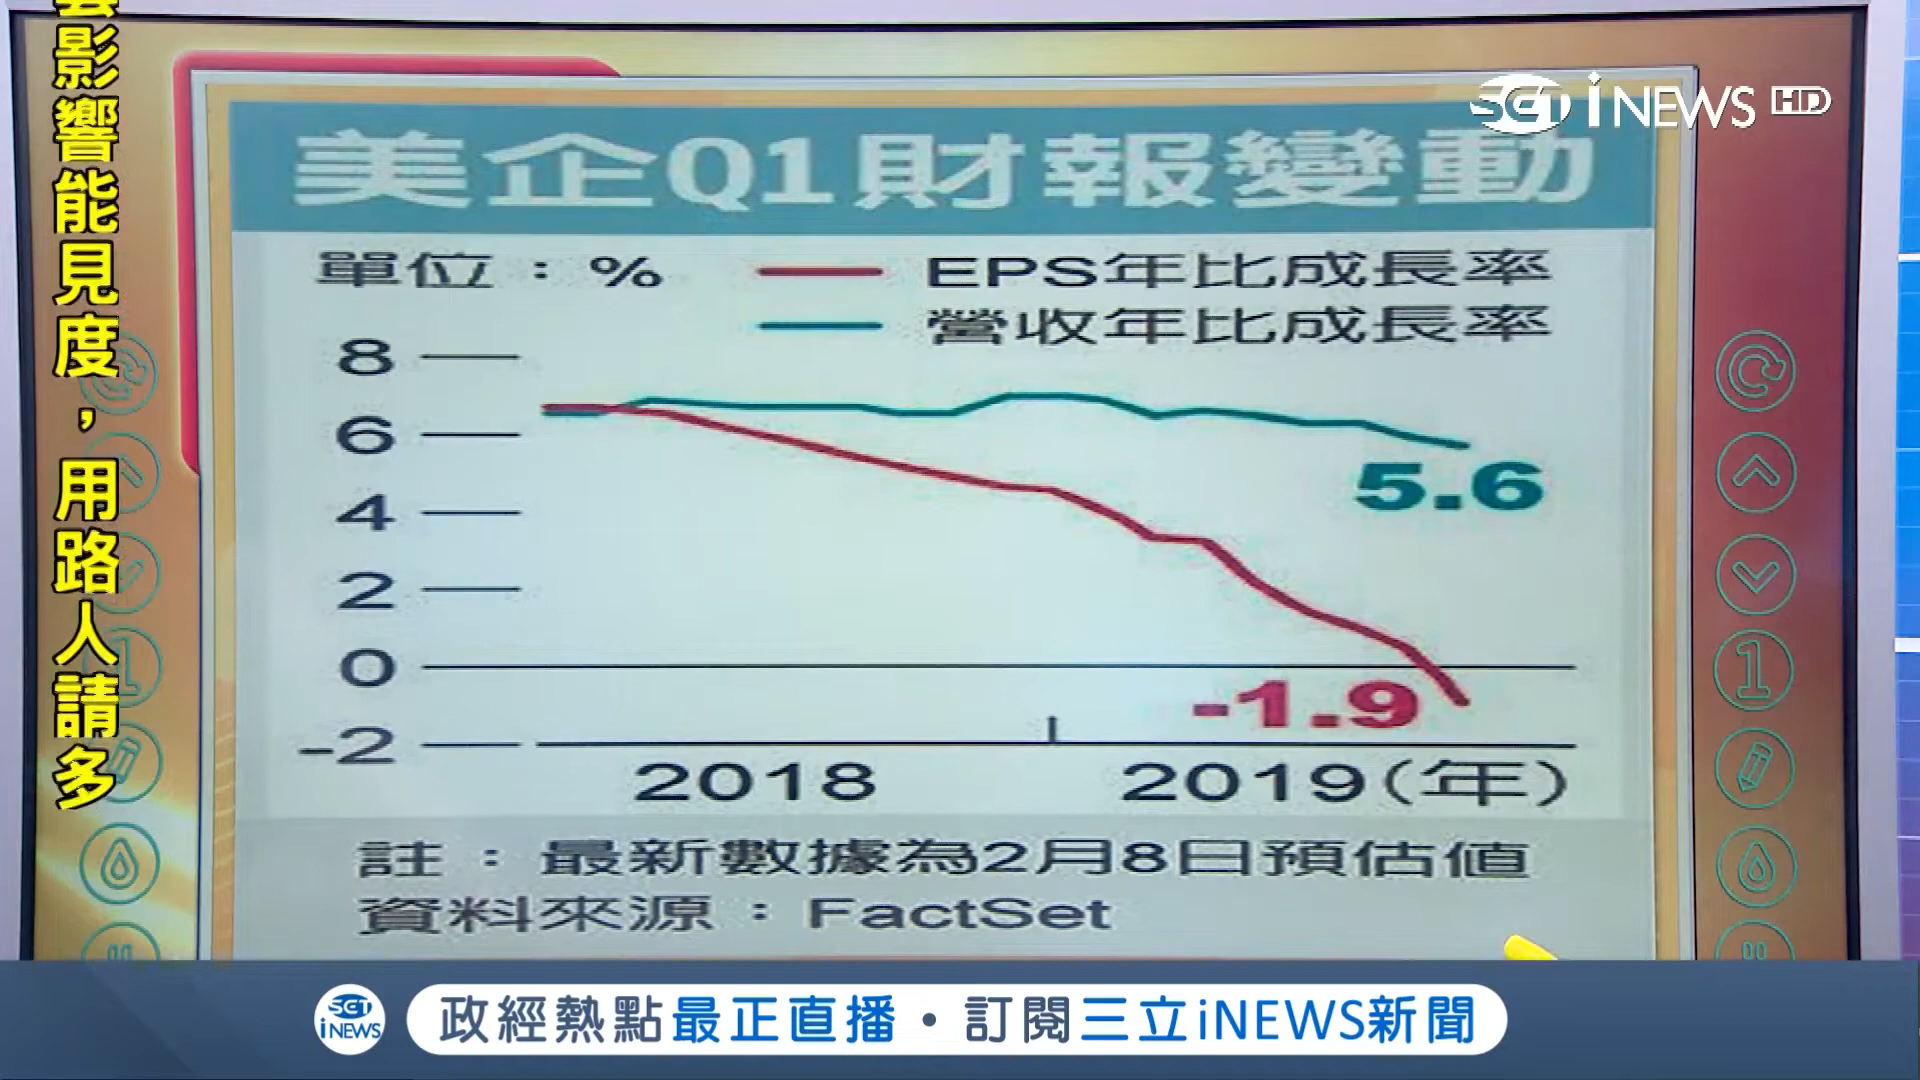 影響能見度，用路人請多
SET iNEWS HD
美企Q1財報變動
單位：%
EPS年比成長率
營收年比成長率
8
6
4
2
0
-2
5.6
-1.9
2018
2019(年)
註：最新數據為2月8日預估值
資料來源：FactSet
1
1
SET iNEWS
政經熱點最正直播・訂閱三立iNEWS新聞